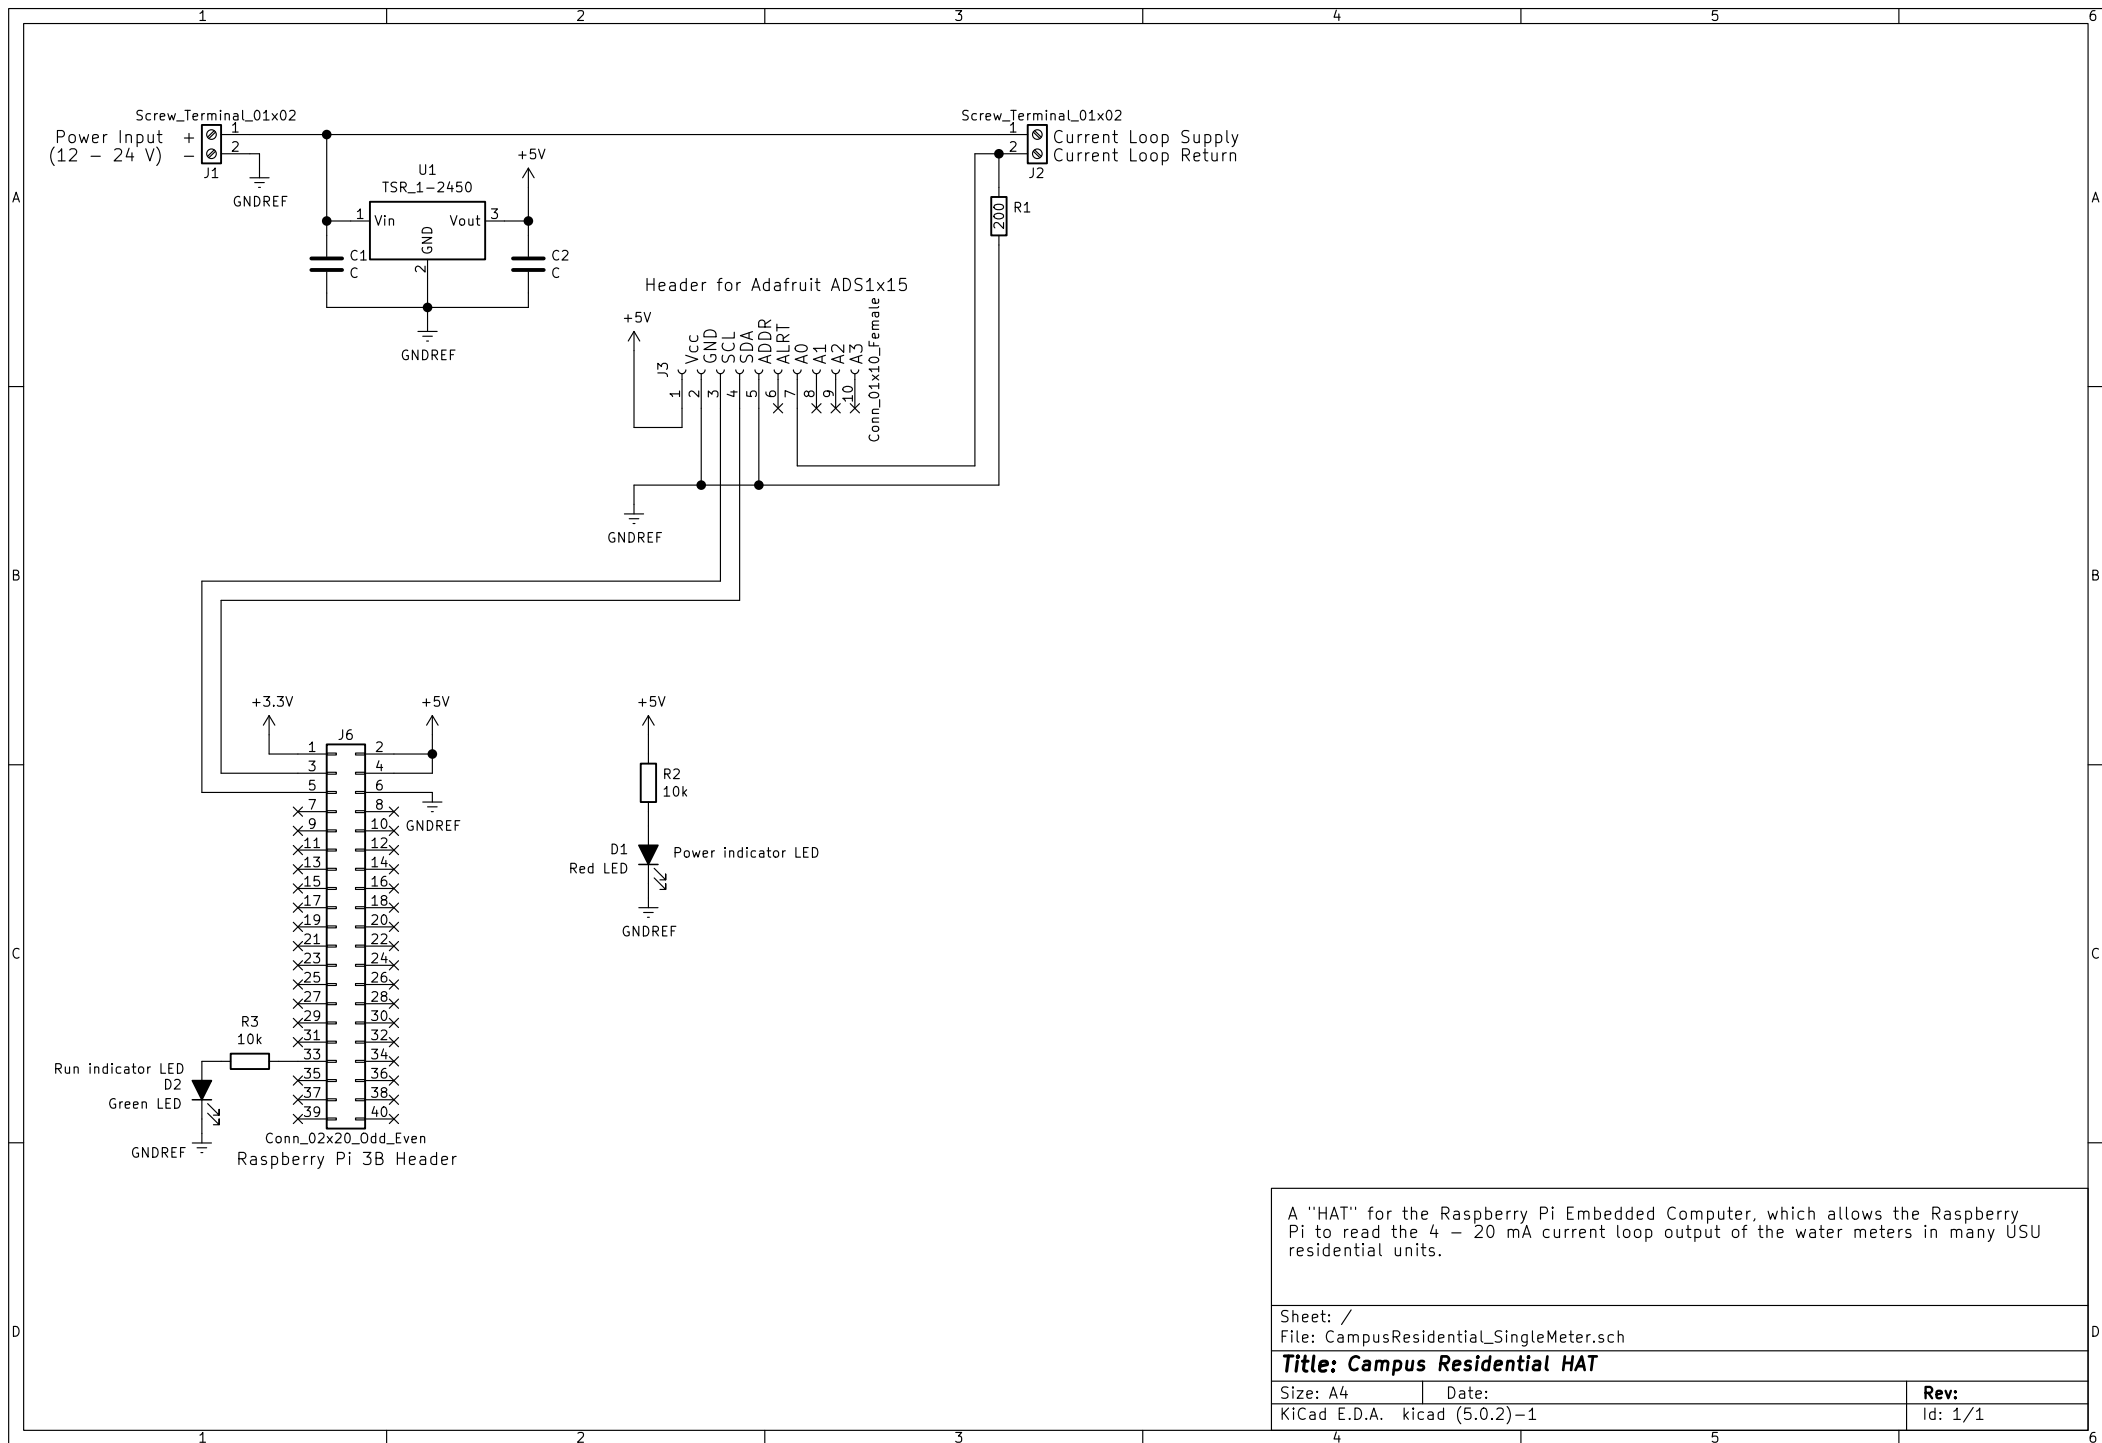 1 2 3 4 5 6
A
B
C
D
A
B
C
D
1 2 3 4 5 6
Screw_Terminal_01x02
Power Input +
(12 – 24 V) –
1
2
J1
GNDREF
U1
TSR_1-2450
1
Vin
Vout
3
GND
2
+5V
C1
C
C2
C
GNDREF
Screw_Terminal_01x02
1
2
Current Loop Supply
Current Loop Return
J2
200
R1
Header for Adafruit ADS1x15
+5V
J3
Vcc
GND
SCL
SDA
ADDR
ALRT
A0
A1
A2
A3
1
2
3
4
5
6
7
8
9
10
Conn_01x10_Female
GNDREF
+3.3V
+5V
J6
1 2
3 4
5 6
7 8
9 10
GNDREF
11 12
13 14
15 16
17 18
19 20
21 22
23 24
25 26
27 28
29 30
31 32
33 34
35 36
37 38
39 40
Conn_02x20_Odd_Even
Raspberry Pi 3B Header
R3
10k
Run indicator LED
D2
Green LED
GNDREF
+5V
R2
10k
D1
Red LED
Power indicator LED
GNDREF
A "HAT" for the Raspberry Pi Embedded Computer, which allows the Raspberry
Pi to read the 4 – 20 mA current loop output of the water meters in many USU
residential units.
Sheet: /
File: CampusResidential_SingleMeter.sch
Title: Campus Residential HAT
Size: A4 Date: Rev:
KiCad E.D.A. kicad (5.0.2)-1 Id: 1/1